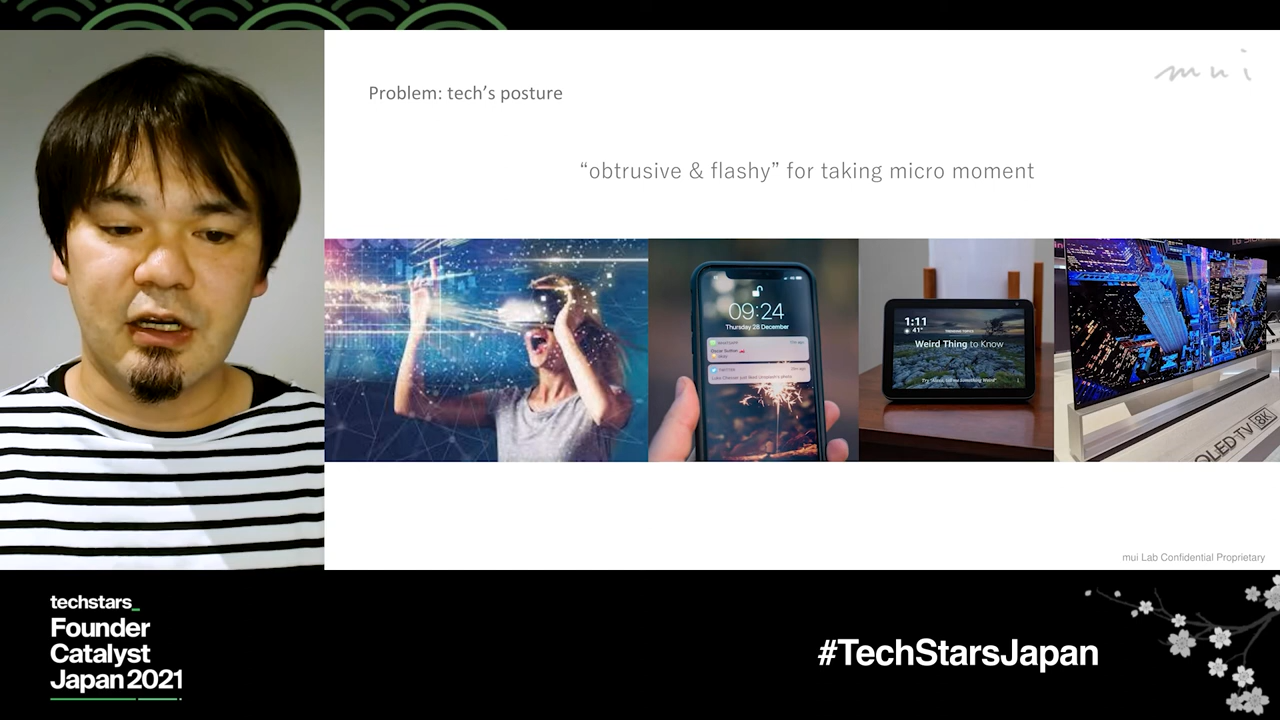 mui
Problem: tech's posture
“obtrusive & flashy” for taking micro moment
09:24
Thursday 28 December
1:11
41°
Weird Thing to Know
OLED TV 8K
mui Lab Confidential Proprietary
techstars_
Founder
Catalyst
Japan 2021
#TechStarsJapan